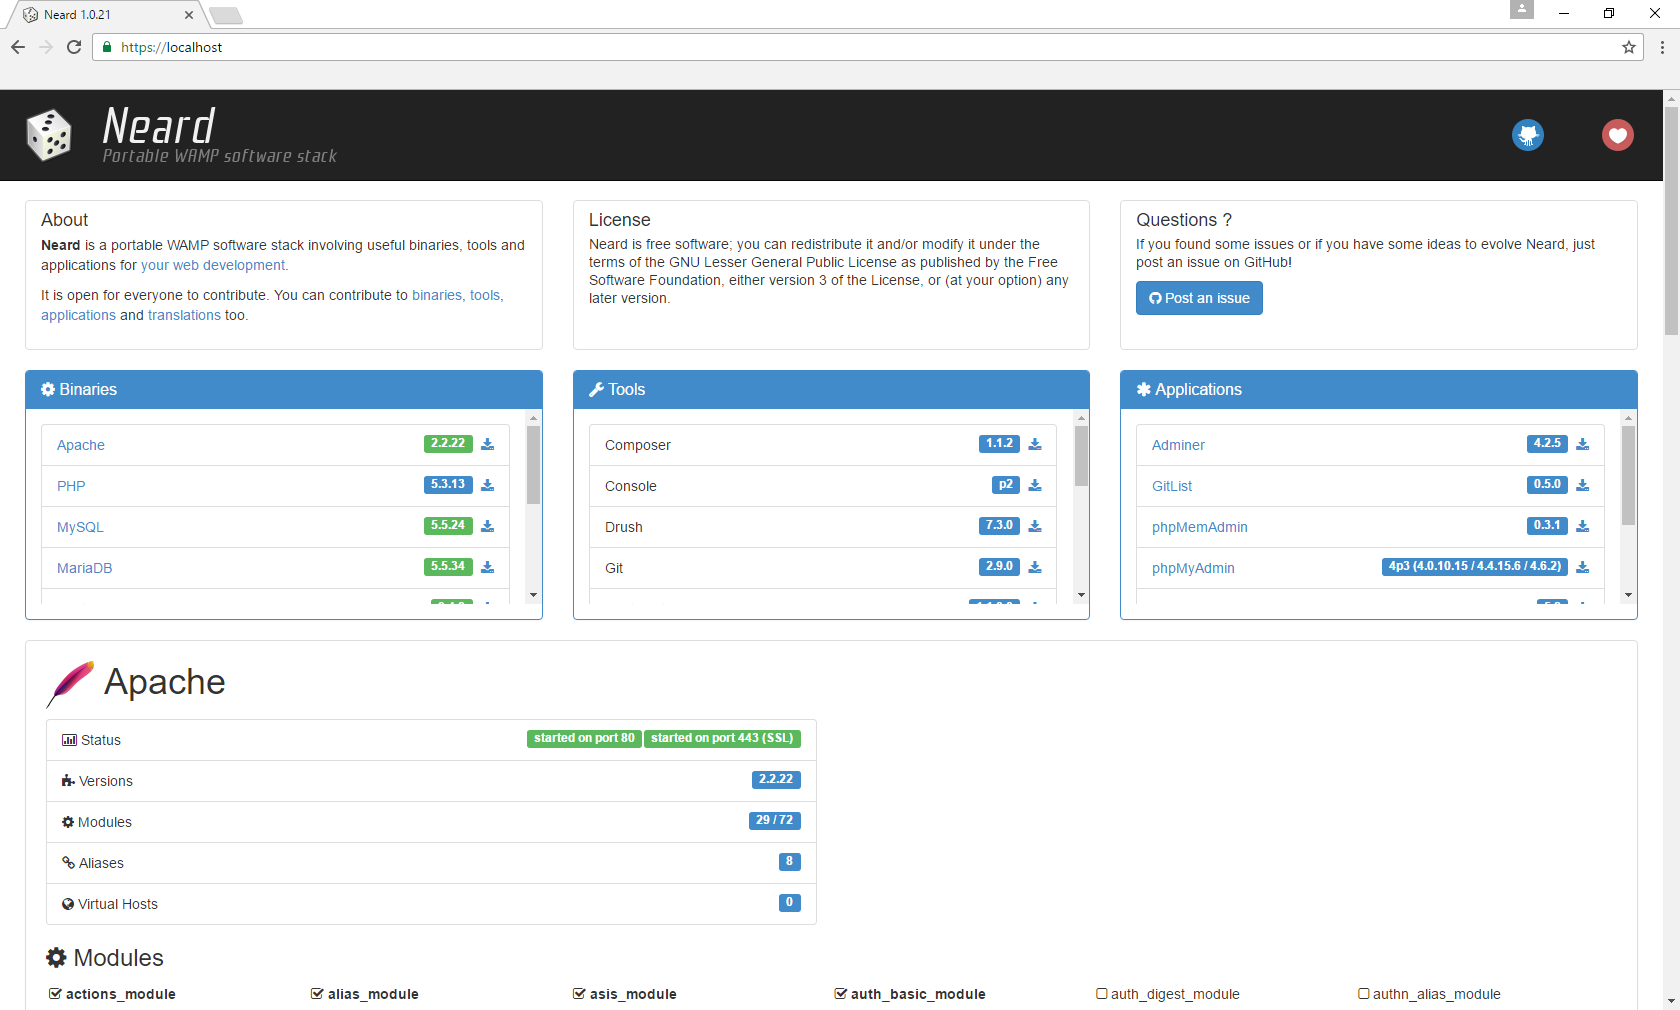 Neard 1.0.21
https://localhost
Neard
Portable WAMP software stack
About
Neard is a portable WAMP software stack involving useful binaries, tools and
applications for your web development.
It is open for everyone to contribute. You can contribute to binaries, tools,
applications and translations too.
License
Neard is free software; you can redistribute it and/or modify it under the
terms of the GNU Lesser General Public License as published by the Free
Software Foundation, either version 3 of the License, or (at your option) any
later version.
Questions ?
If you found some issues or if you have some ideas to evolve Neard, just
post an issue on GitHub!
Post an issue
Binaries
Apache 2.2.22
PHP 5.3.13
MySQL 5.5.24
MariaDB 5.5.34
Tools
Composer 1.1.2
Console p2
Drush 7.3.0
Git 2.9.0
Applications
Adminer 4.2.5
GitList 0.5.0
phpMemAdmin 0.3.1
phpMyAdmin 4p3 (4.0.10.15 / 4.4.15.6 / 4.6.2)
Apache
Status started on port 80 started on port 443 (SSL)
Versions 2.2.22
Modules 29 / 72
Aliases 8
Virtual Hosts 0
Modules
actions_module alias_module asis_module auth_basic_module auth_digest_module authn_alias_module